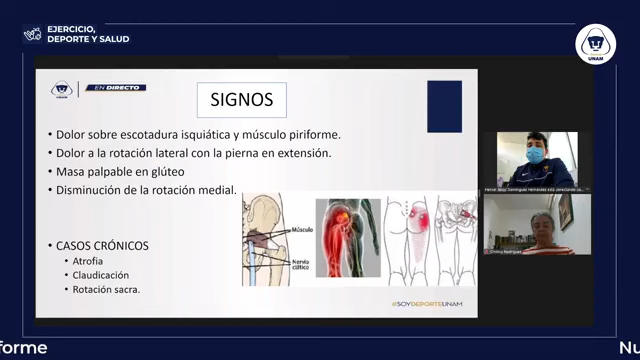 EJERCICIO,
DEPORTE Y SALUD
UNAM
EN DIRECTO
SIGNOS
• Dolor sobre escotadura isquiática y músculo piriforme.
• Dolor a la rotación lateral con la pierna en extensión.
• Masa palpable en glúteo
• Disminución de la rotación medial.
Músculo
Nervio
ciático
• CASOS CRÓNICOS
• Atrofia
• Claudicación
• Rotación sacra.
#SOYDEPORTEUNAM
iforme
Nu